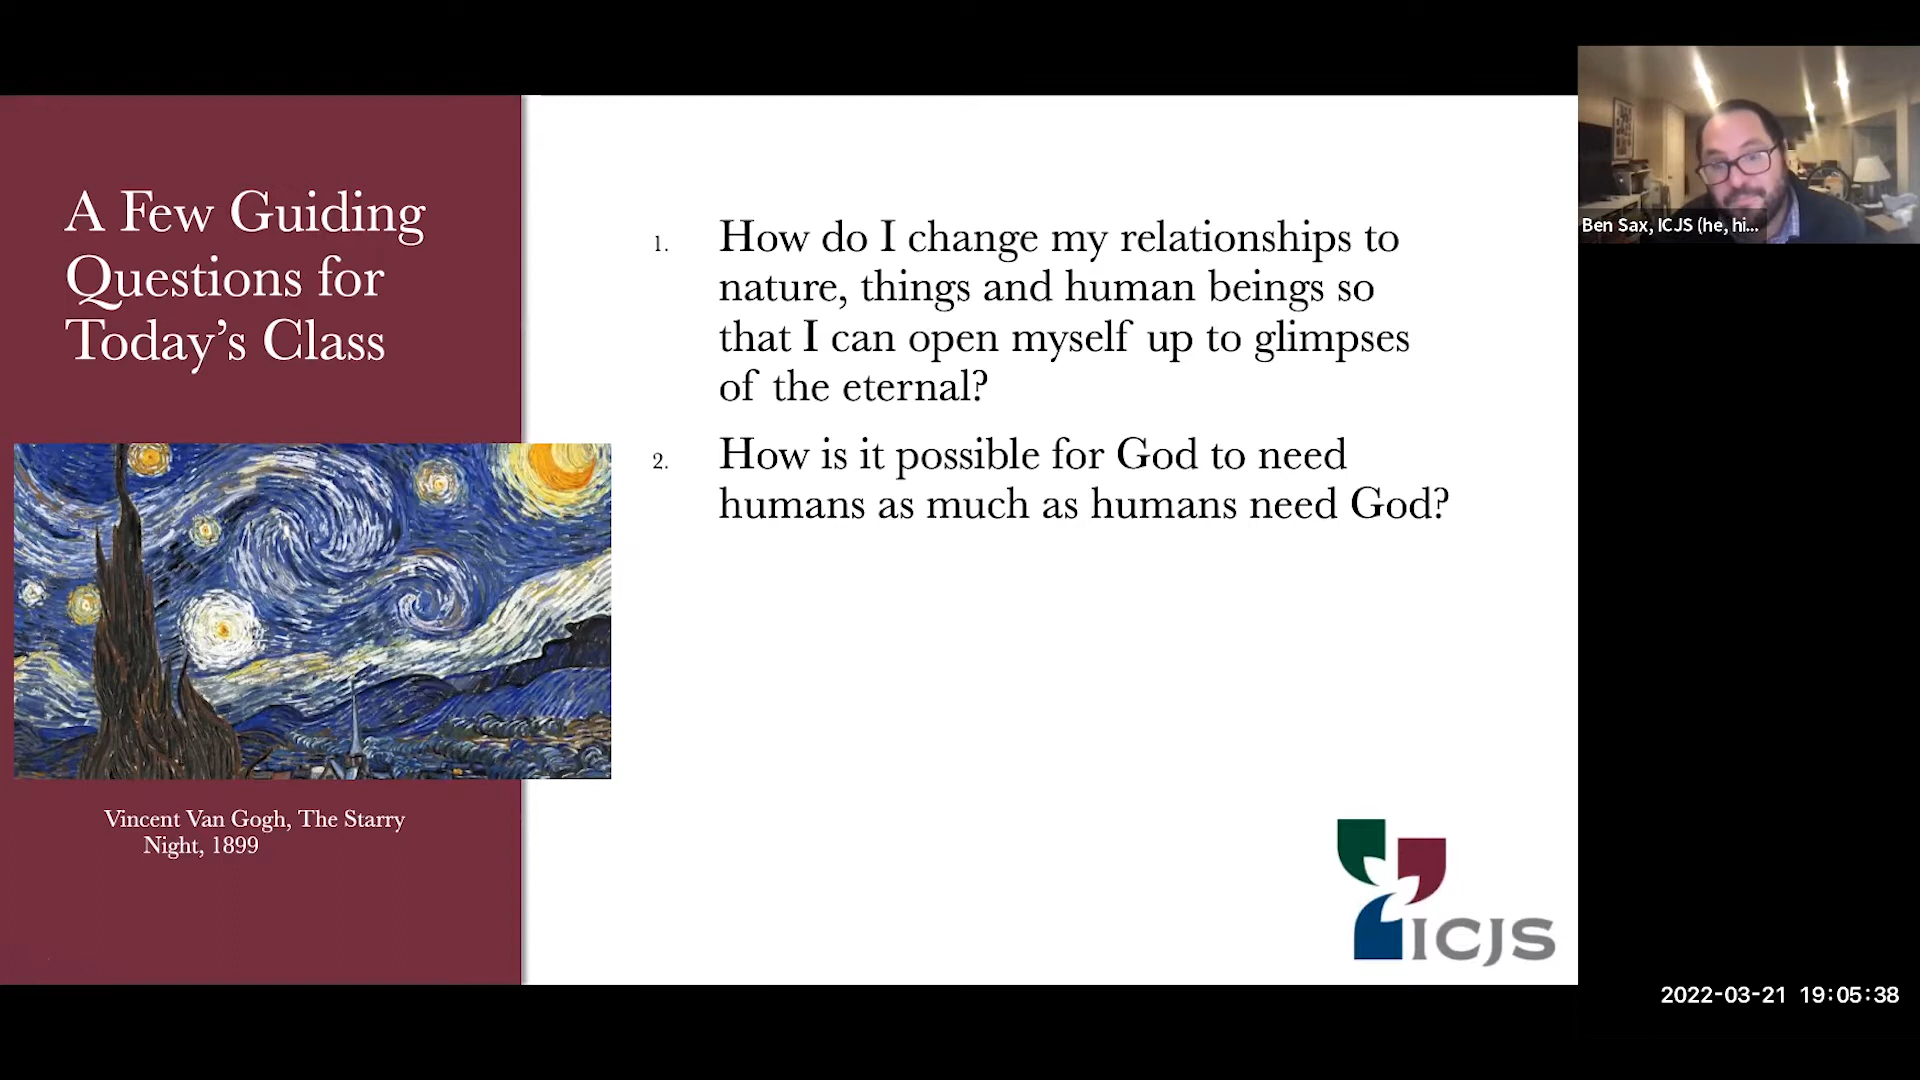 A Few Guiding
Questions for
Today’s Class
Vincent Van Gogh, The Starry
Night, 1899
1. How do I change my relationships to
nature, things and human beings so
that I can open myself up to glimpses
of the eternal?
2. How is it possible for God to need
humans as much as humans need God?
ICJS
Ben Sax, ICJS (he, hi...
2022-03-21 19:05:38